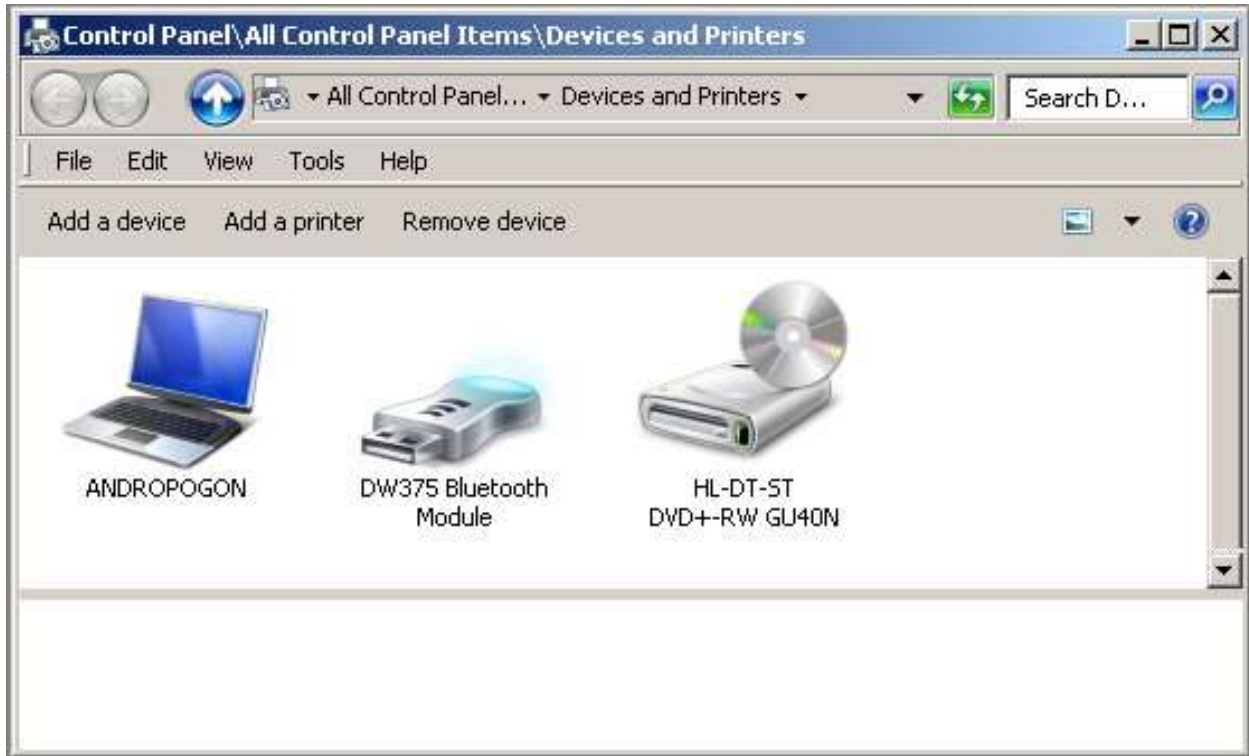 Control Panel\All Control Panel Items\Devices and Printers
All Control Panel... Devices and Printers Search D...
File Edit View Tools Help
Add a device Add a printer Remove device
ANDROPOGON
DW375 Bluetooth
Module
HL-DT-ST
DVD+-RW GU40N